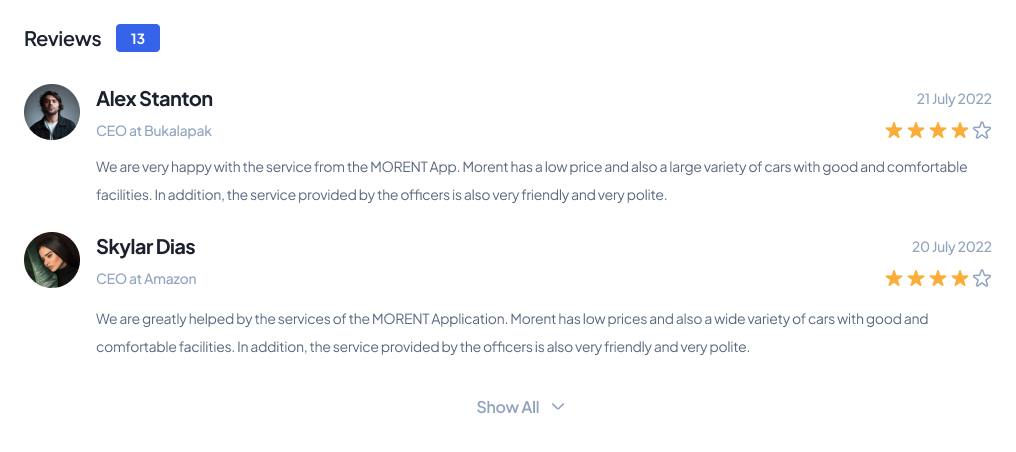 Reviews 13
Alex Stanton 21 July 2022
CEO at Bukalapak
We are very happy with the service from the MORENT App. Morent has a low price and also a large variety of cars with good and comfortable
facilities. In addition, the service provided by the officers is also very friendly and very polite.
Skylar Dias 20 July 2022
CEO at Amazon
We are greatly helped by the services of the MORENT Application. Morent has low prices and also a wide variety of cars with good and
comfortable facilities. In addition, the service provided by the officers is also very friendly and very polite.
Show All